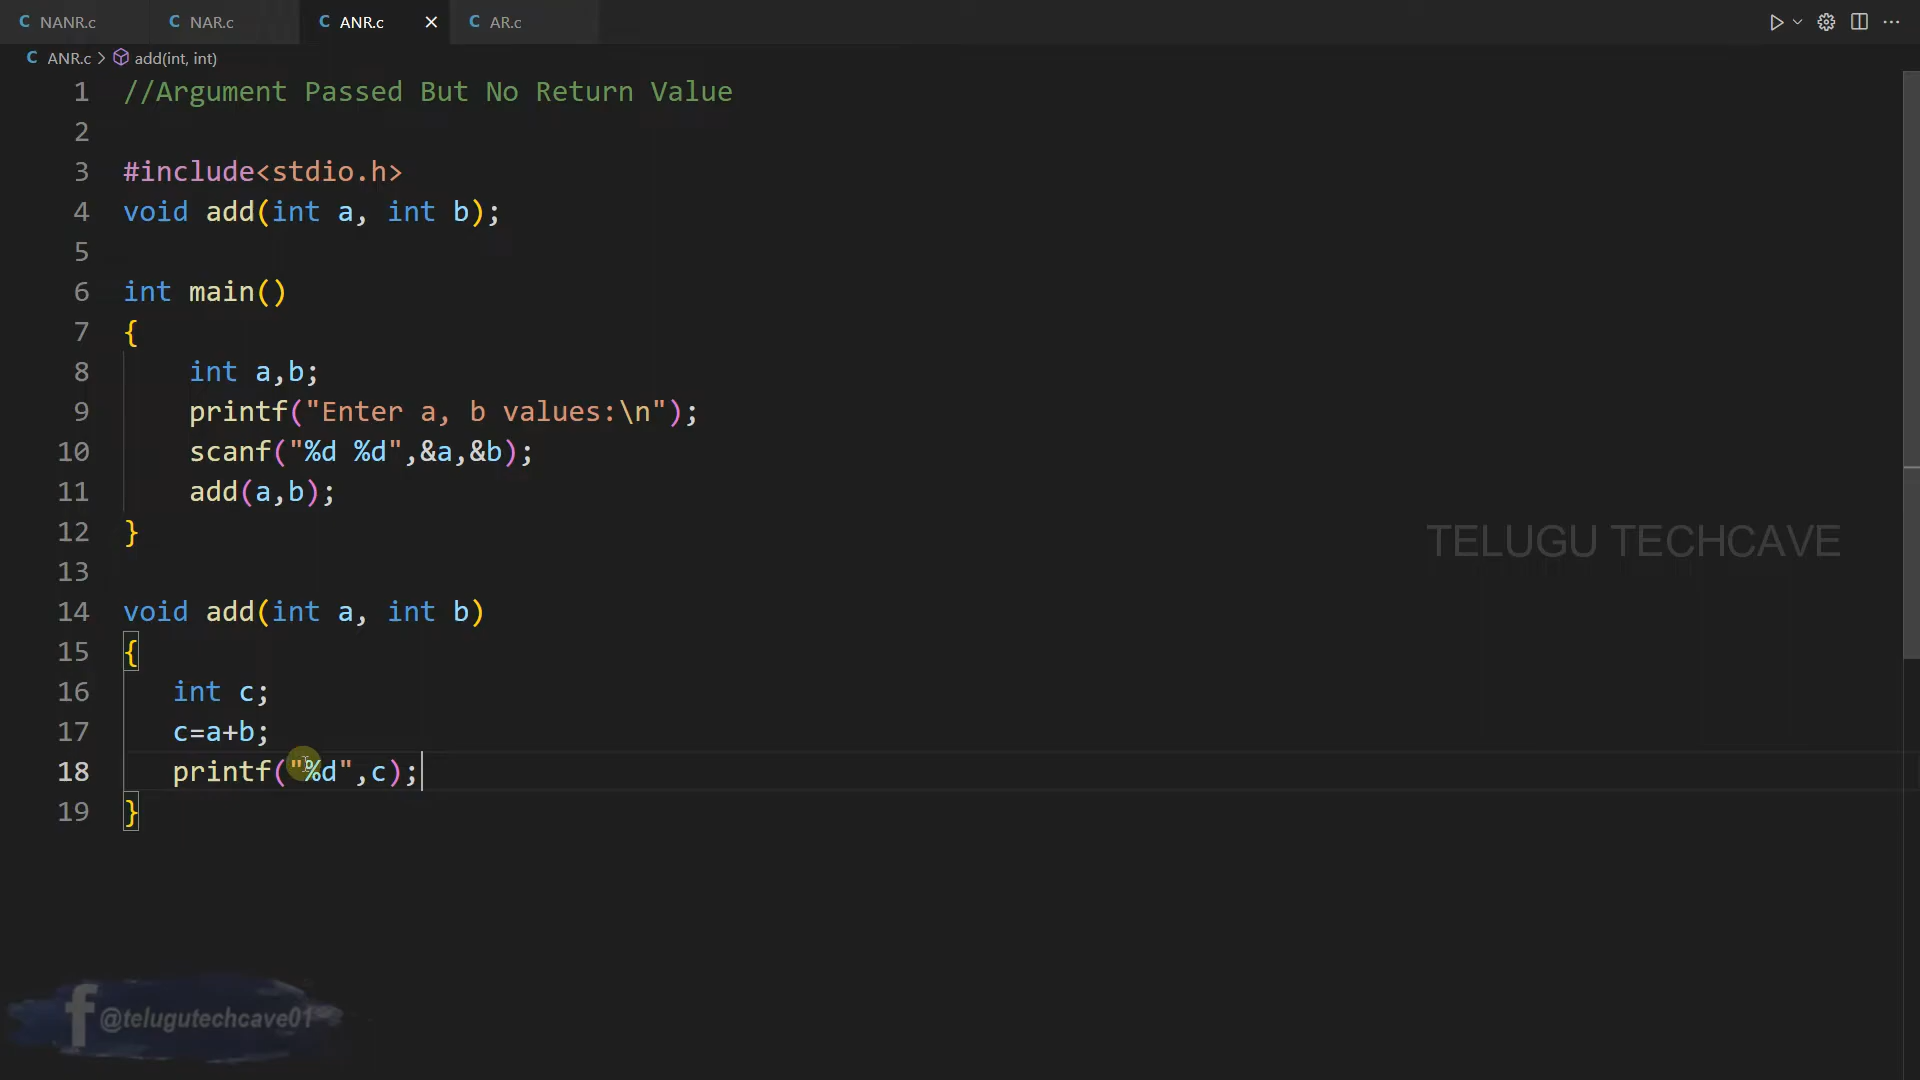 C NANR.c
C NAR.c
C ANR.c
C AR.c
C ANR.c > add(int, int)
1 //Argument Passed But No Return Value
2
3 #include<stdio.h>
4 void add(int a, int b);
5
6 int main()
7 {
8 int a,b;
9 printf("Enter a, b values:\n");
10 scanf("%d %d",&a,&b);
11 add(a,b);
12 }
13
14 void add(int a, int b)
15 {
16 int c;
17 c=a+b;
18 printf("%d",c);
19 }
TELUGU TECHCAVE
f @telugutechcave01